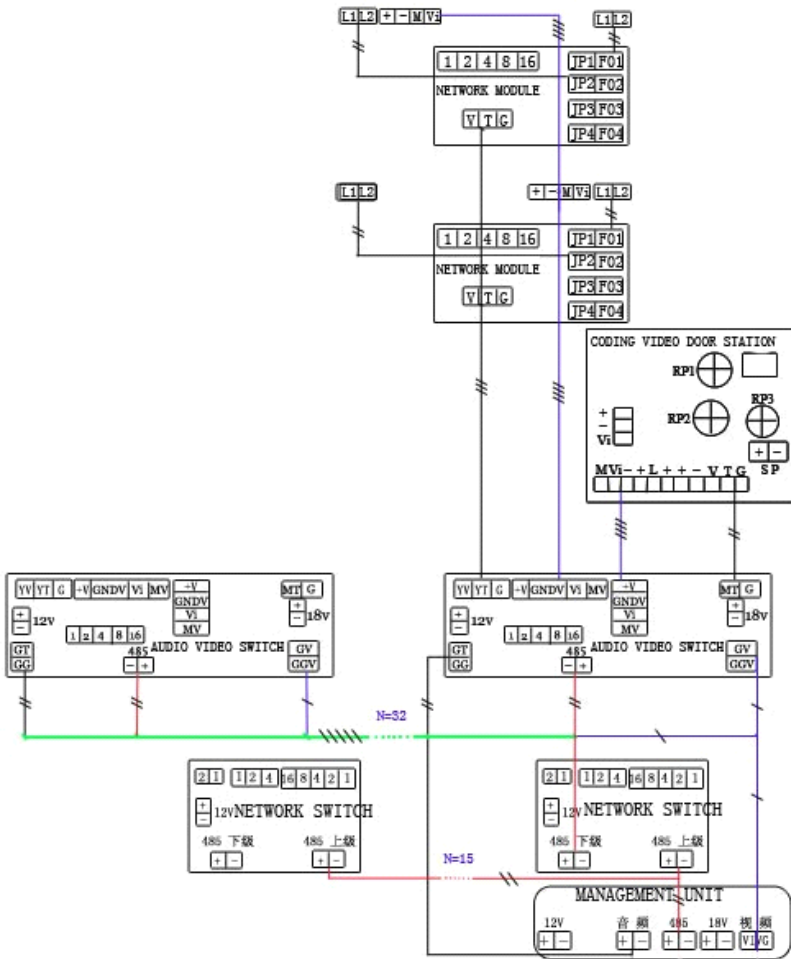 L1 L2 + - M Vi L1 L2
1 2 4 8 16 JP1 F01
NETWORK MODULE JP2 F02
JP3 F03
V T G JP4 F04
L1 L2 + - M Vi L1 L2
1 2 4 8 16 JP1 F01
NETWORK MODULE JP2 F02
JP3 F03
V T G JP4 F04
CODING VIDEO DOOR STATION
RP1
RP2 RP3
+
-
Vi
+ -
SP
M Vi - + L + + - V T G
YV YT G +V GNDV Vi MV +V MT G
GNDV
Vi
MV
+ - 12V + - 18v
1 2 4 8 16
GT 485 AUDIO VIDEO SWITCH GV
GG - + GGV
YV YT G +V GNDV Vi MV +V MT G
GNDV
Vi
MV
+ - 12V + - 18v
1 2 4 8 16
GT 485 AUDIO VIDEO SWITCH GV
GG - + GGV
N=32
2 1 1 2 4 16 8 4 2 1
+ - 12V NETWORK SWITCH
485 下级 485 上级
+ - + -
2 1 1 2 4 16 8 4 2 1
+ - 12V NETWORK SWITCH
485 下级 485 上级
+ - + -
N=15
MANAGEMENT UNIT
12V 音频 485 18V 视频
+ - + - + - + - VI VG